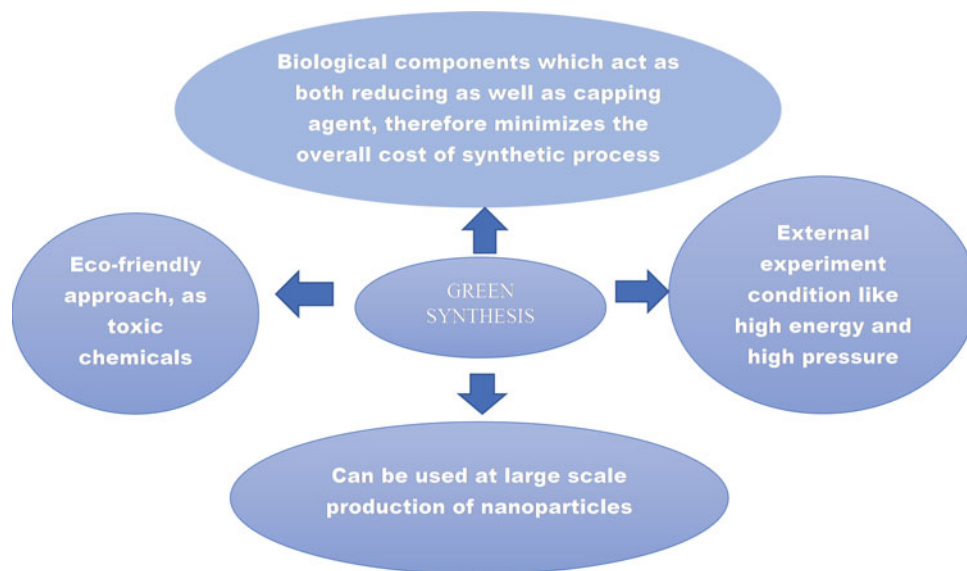 Biological components which act as
both reducing as well as capping
agent, therefore minimizes the
overall cost of synthetic process
Eco-friendly
approach, as
toxic
chemicals
GREEN
SYNTHESIS
External
experiment
condition like
high energy and
high pressure
Can be used at large scale
production of nanoparticles